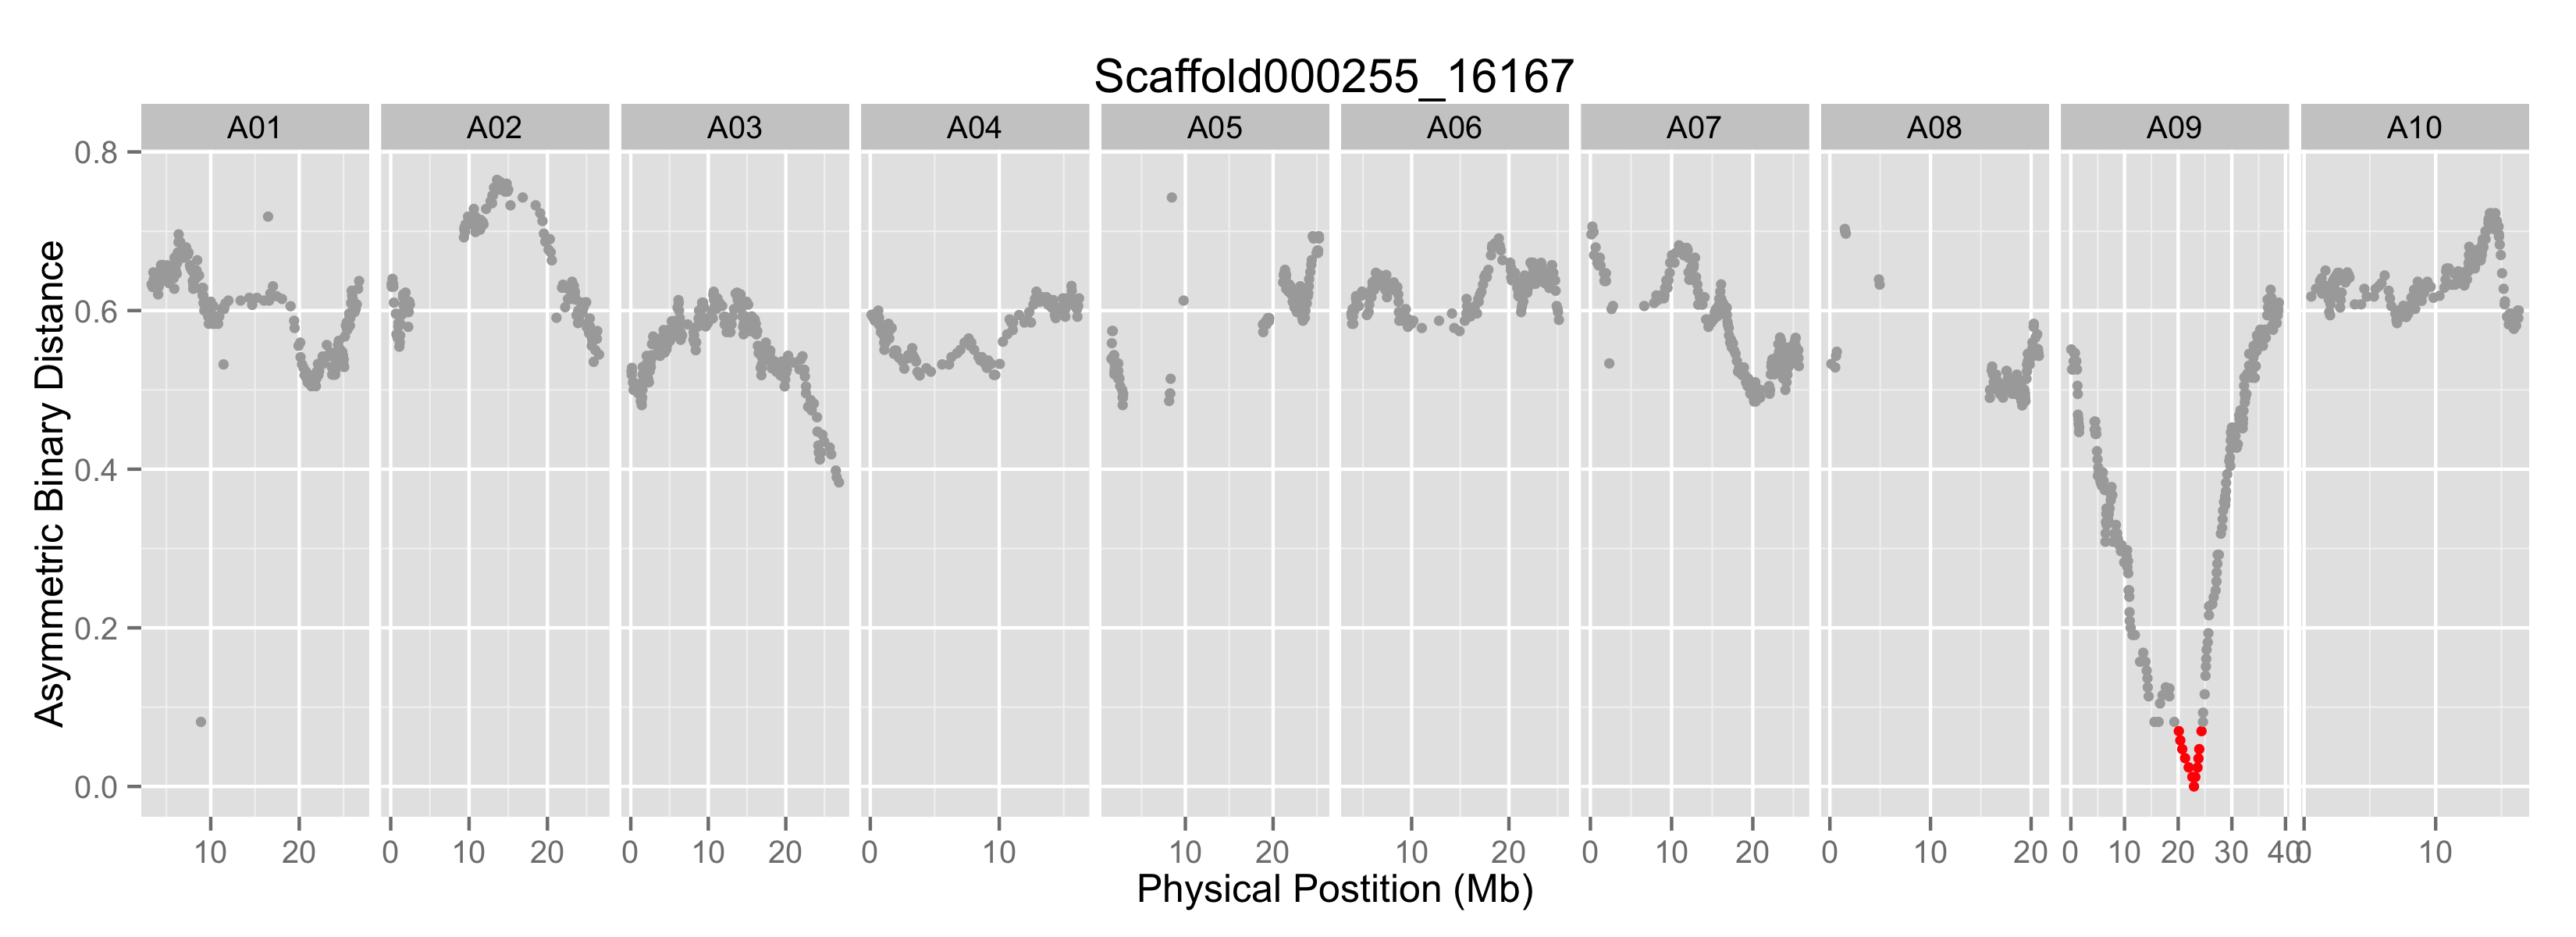 Scaffold000255_16167
A01 A02 A03 A04 A05 A06 A07 A08 A09 A10
Asymmetric Binary Distance
0.8
0.6
0.4
0.2
0.0
10 20 0 10 20 0 10 20 0 10 10 20 10 20 0 10 20 0 10 20 0 10 20 30 40 0 10
Physical Postition (Mb)